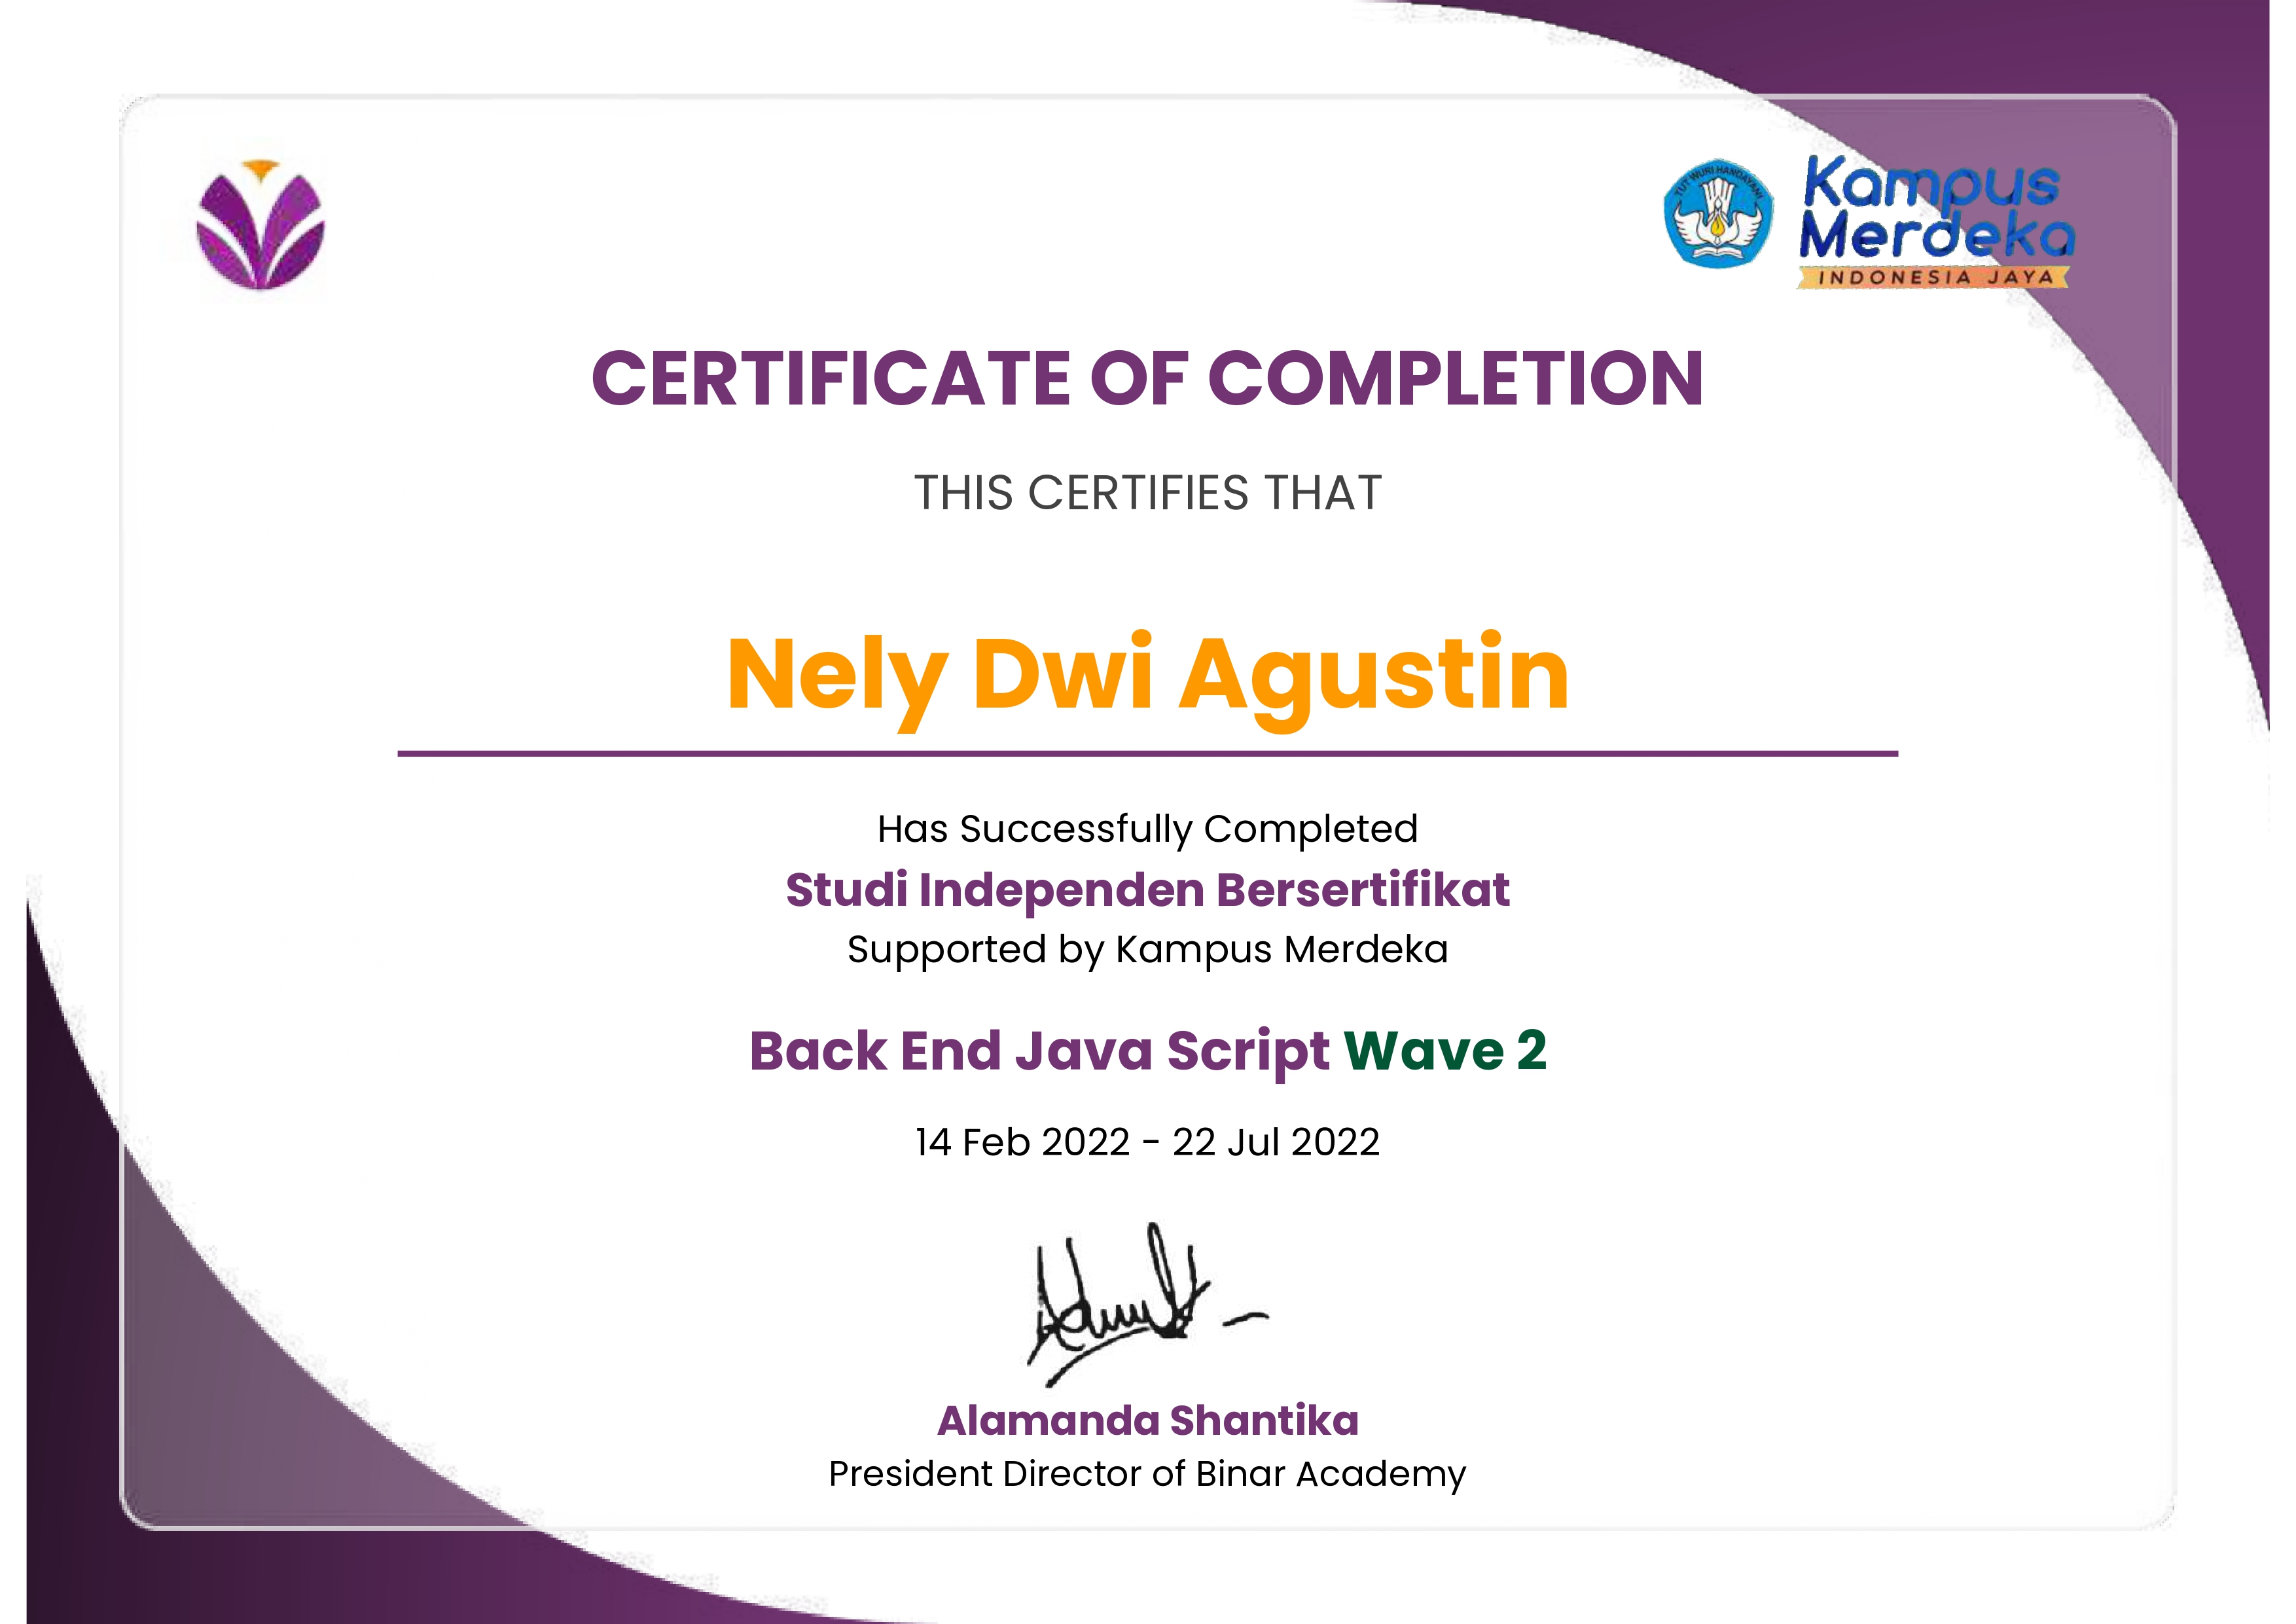 TUT WURI HANDAYANI
Kampus
Merdeka
INDONESIA JAYA
CERTIFICATE OF COMPLETION
THIS CERTIFIES THAT
Nely Dwi Agustin
Has Successfully Completed
Studi Independen Bersertifikat
Supported by Kampus Merdeka
Back End Java Script Wave 2
14 Feb 2022 - 22 Jul 2022
Alamanda Shantika
President Director of Binar Academy